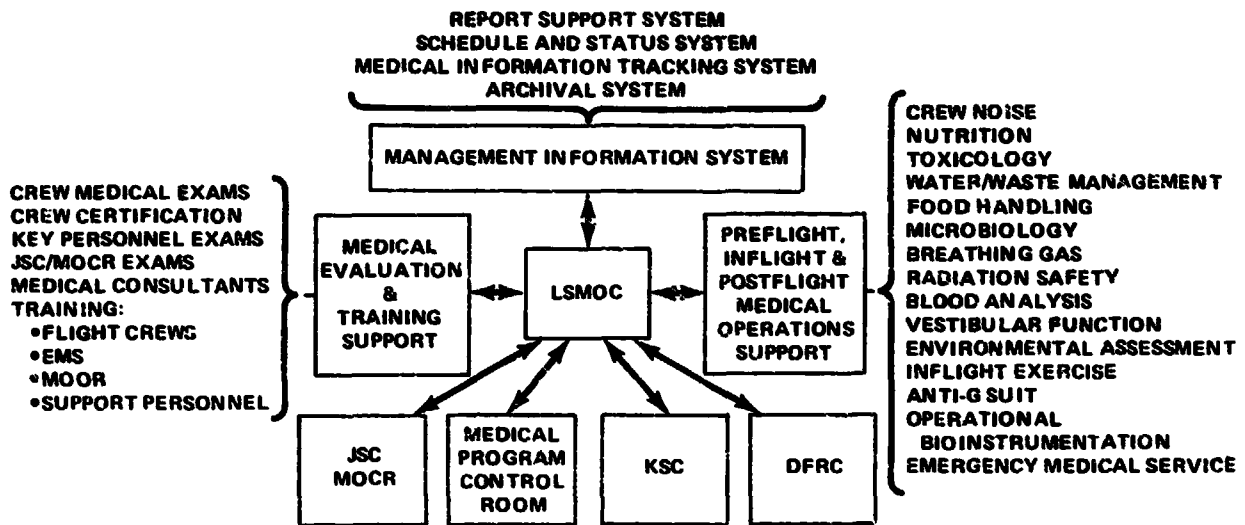 REPORT SUPPORT SYSTEM
SCHEDULE AND STATUS SYSTEM
MEDICAL INFORMATION TRACKING SYSTEM
ARCHIVAL SYSTEM
MANAGEMENT INFORMATION SYSTEM
CREW MEDICAL EXAMS
CREW CERTIFICATION
KEY PERSONNEL EXAMS
JSC/MOCR EXAMS
MEDICAL CONSULTANTS
TRAINING:
•FLIGHT CREWS
•EMS
•MOOR
•SUPPORT PERSONNEL
MEDICAL
EVALUATION
&
TRAINING
SUPPORT
LSMOC
PREFLIGHT,
INFLIGHT &
POSTFLIGHT
MEDICAL
OPERATIONS
SUPPORT
CREW NOISE
NUTRITION
TOXICOLOGY
WATER/WASTE MANAGEMENT
FOOD HANDLING
MICROBIOLOGY
BREATHING GAS
RADIATION SAFETY
BLOOD ANALYSIS
VESTIBULAR FUNCTION
ENVIRONMENTAL ASSESSMENT
INFLIGHT EXERCISE
ANTI-G SUIT
OPERATIONAL
BIOINSTRUMENTATION
EMERGENCY MEDICAL SERVICE
JSC
MOCR
MEDICAL
PROGRAM
CONTROL
ROOM
KSC
DFRC